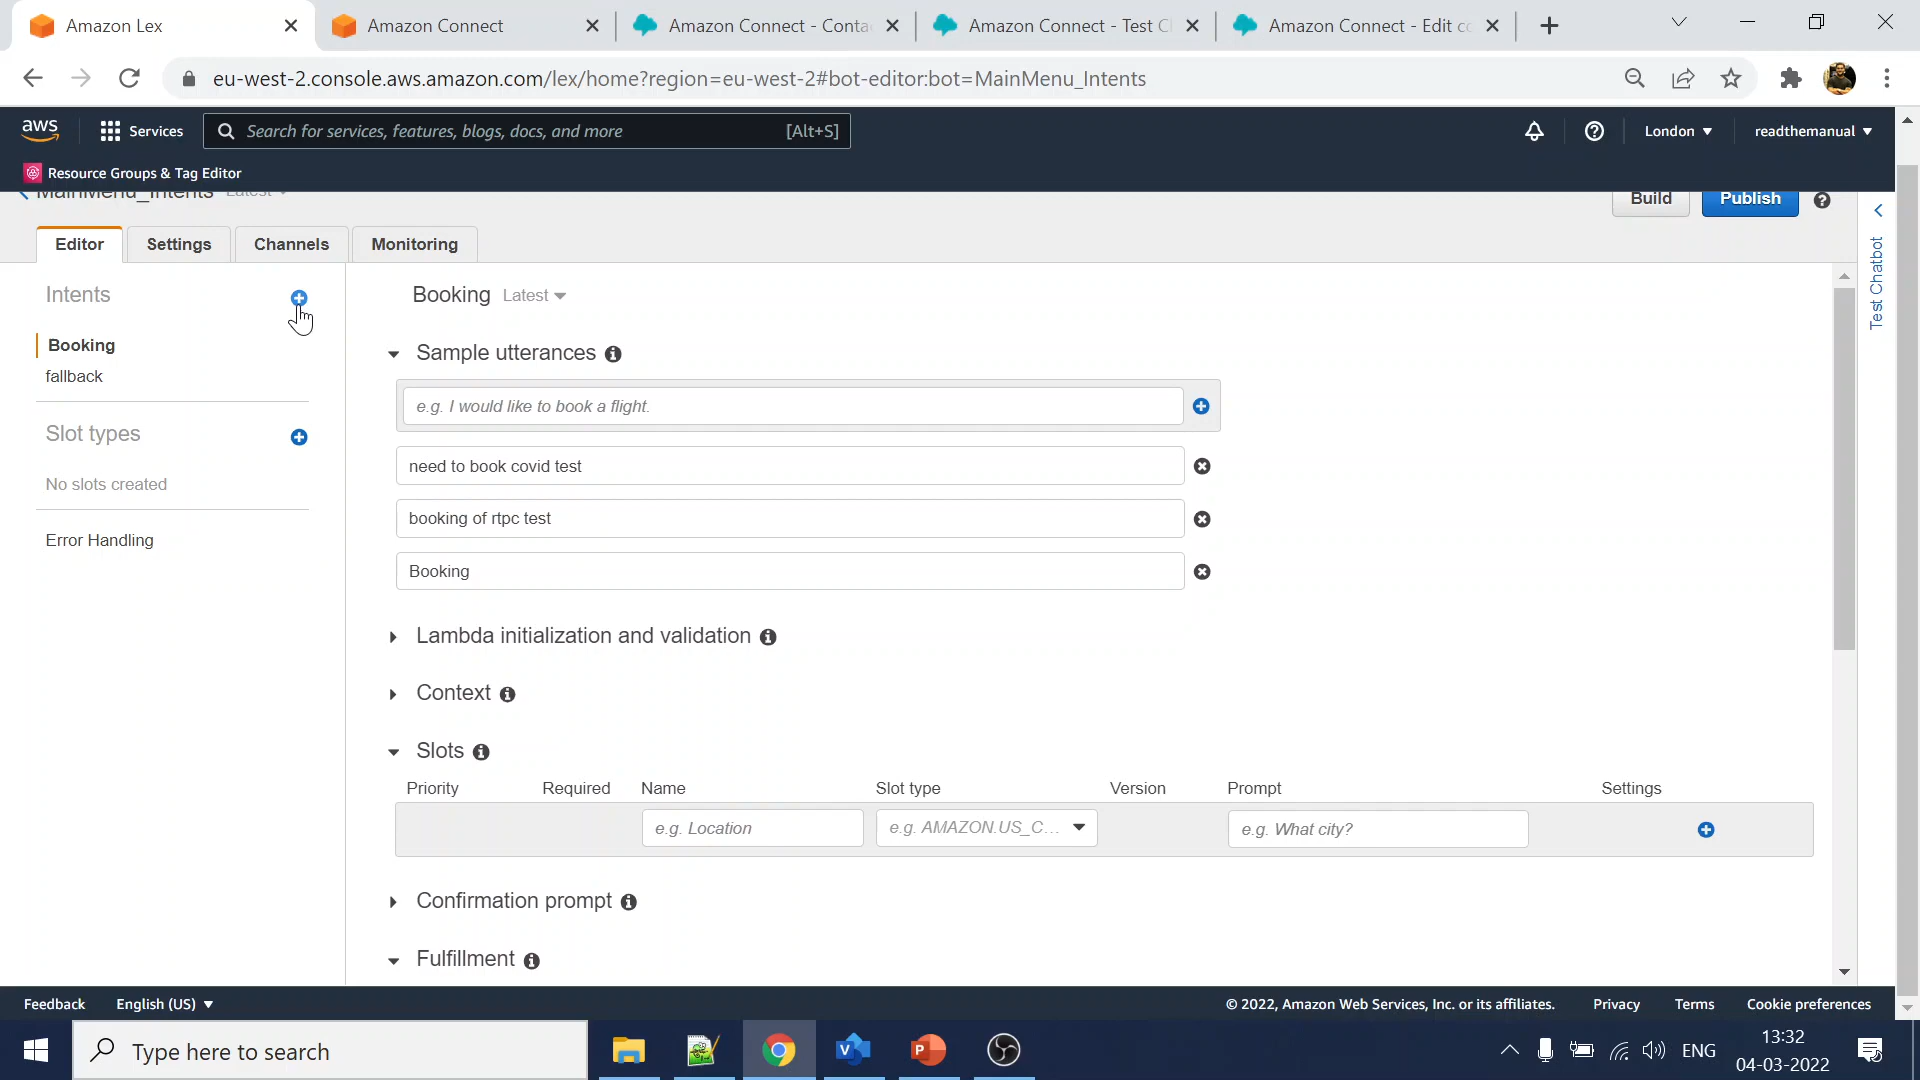 Amazon Lex
Amazon Connect
Amazon Connect - Conta
Amazon Connect - Test C
Amazon Connect - Edit cc
eu-west-2.console.aws.amazon.com/lex/home?region=eu-west-2#bot-editor:bot=MainMenu_Intents
aws
Services
Search for services, features, blogs, docs, and more
[Alt+S]
London
readthemanual
Resource Groups & Tag Editor
MainMenu_Intents Latest
Build
Publish
Editor
Settings
Channels
Monitoring
Test Chatbot
Intents
Booking
fallback
Slot types
No slots created
Error Handling
Booking Latest
Sample utterances
e.g. I would like to book a flight.
need to book covid test
booking of rtpc test
Booking
Lambda initialization and validation
Context
Slots
Priority Required Name Slot type Version Prompt Settings
e.g. Location e.g. AMAZON.US_C... e.g. What city?
Confirmation prompt
Fulfillment
Feedback English (US) © 2022, Amazon Web Services, Inc. or its affiliates. Privacy Terms Cookie preferences
Type here to search
ENG
13:32
04-03-2022